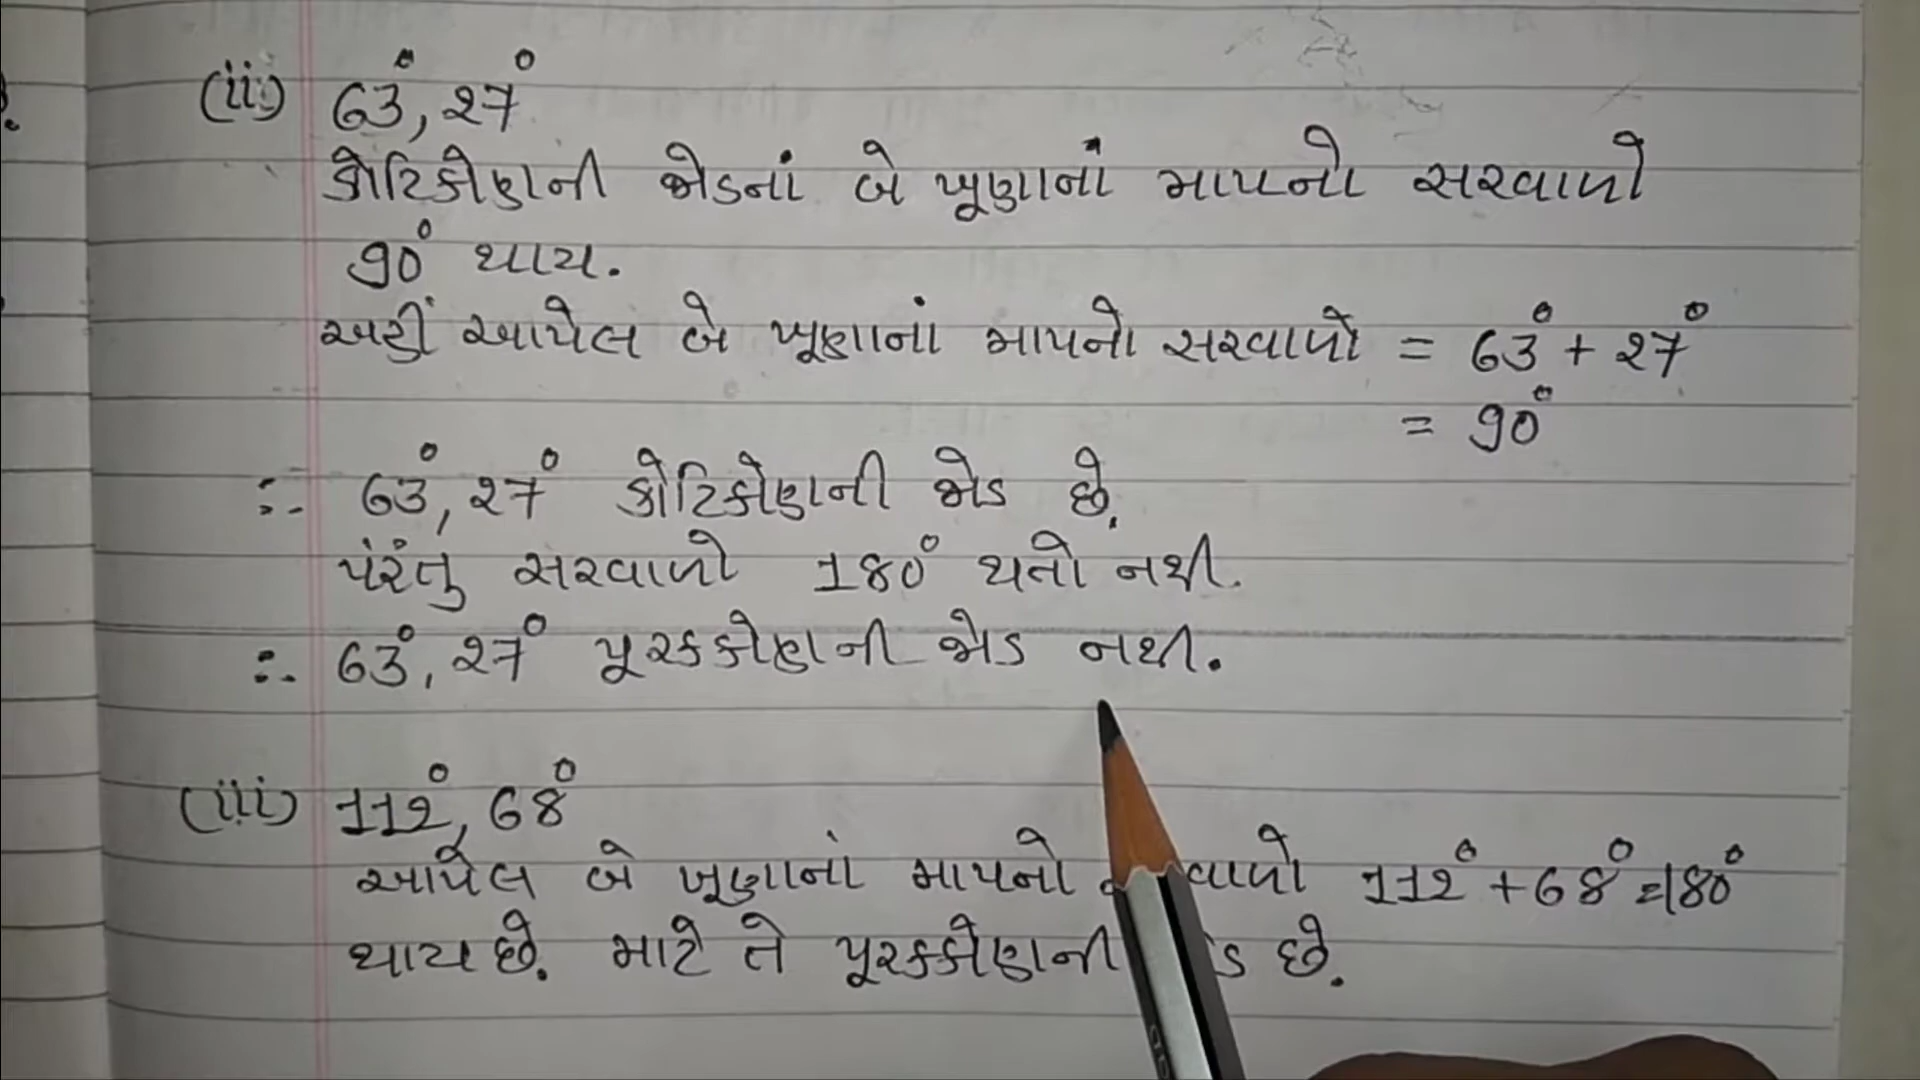 (ii) 63°, 27°
કોટિકોણની જોડનાં બે ખૂણાનાં માપનો સરવાળો
90° થાય.
અહીં આપેલ બે ખૂણાનાં માપનો સરવાળો = 63° + 27°
= 90°
∴ 63°, 27° કોટિકોણની જોડ છે.
પંરંતુ સરવાળો 180° થતો નથી.
∴ 63°, 27° પૂરકકોણની જોડ નથી.
(iii) 112°, 68°
આપેલ બે ખૂણાનાં માપનો વાળો 112° + 68° = 180°
થાય છે. માટે તે પૂરકકોણની ડ છે.